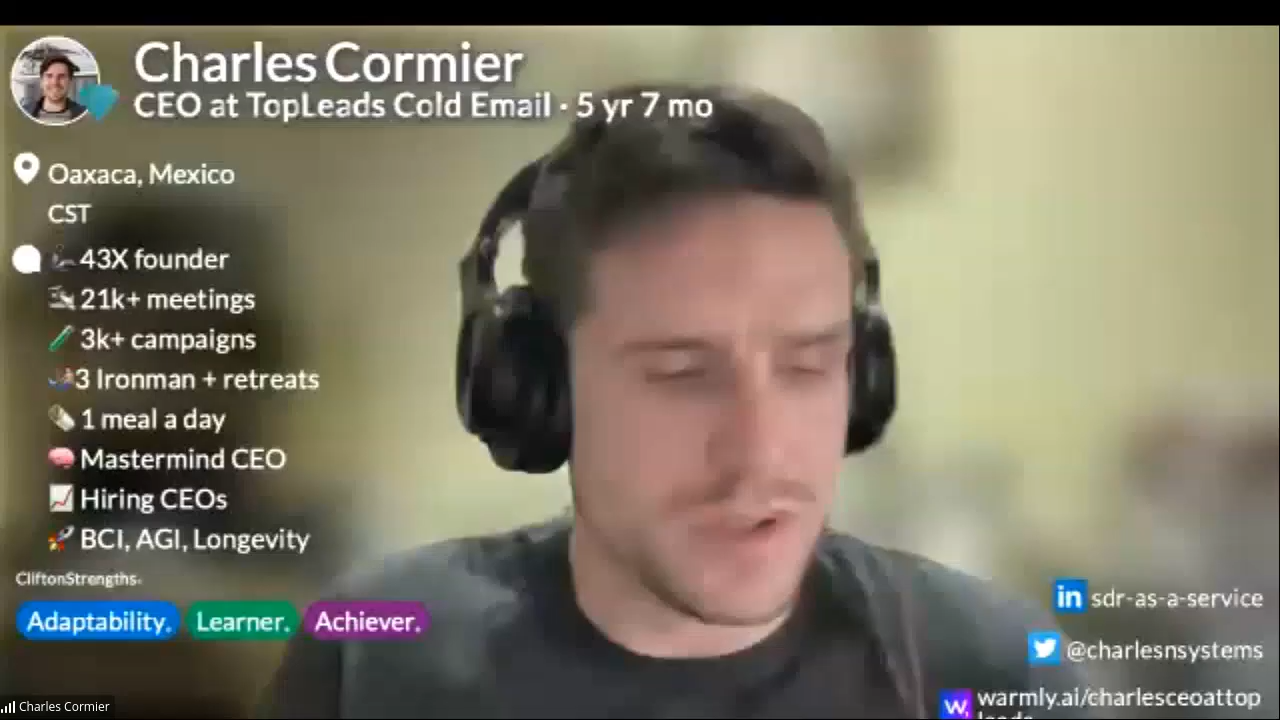 Charles Cormier
CEO at TopLeads Cold Email · 5 yr 7 mo
Oaxaca, Mexico
CST
43X founder
21k+ meetings
3k+ campaigns
3 Ironman + retreats
1 meal a day
Mastermind CEO
Hiring CEOs
BCI, AGI, Longevity
CliftonStrengths
Adaptability.
Learner.
Achiever.
in sdr-as-a-service
@charlesnsystems
W. warmly.ai/charlesceoattop
leads
Charles Cormier